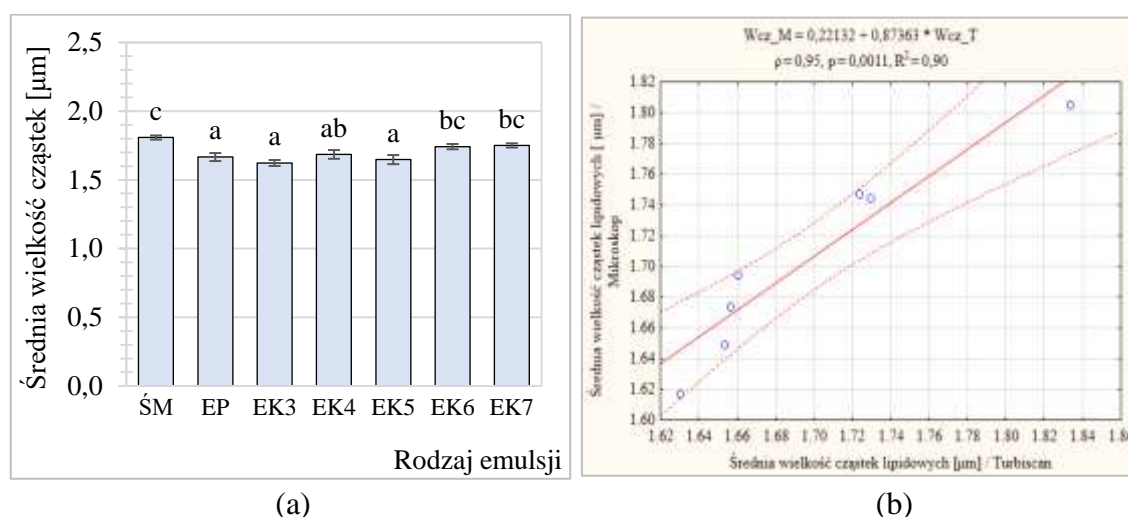 Średnia wielkość cząstek [µm]
2,5
2,0
1,5
1,0
0,5
0,0
c
a
a
ab
a
bc
bc
ŚM EP EK3 EK4 EK5 EK6 EK7
Rodzaj emulsji
(a)
Wcz_M = 0,22132 + 0,87363 * Wcz_T
ρ = 0,95, p = 0,0011, R² = 0,90
Średnia wielkość cząstek lipidowych [ µm] /
Mikroskop
1.82
1.80
1.78
1.76
1.74
1.72
1.70
1.68
1.66
1.64
1.62
1.60
1.62 1.64 1.66 1.68 1.70 1.72 1.74 1.76 1.78 1.80 1.82 1.84 1.86
Średnia wielkość cząstek lipidowych [µm] / Turbiscan
(b)